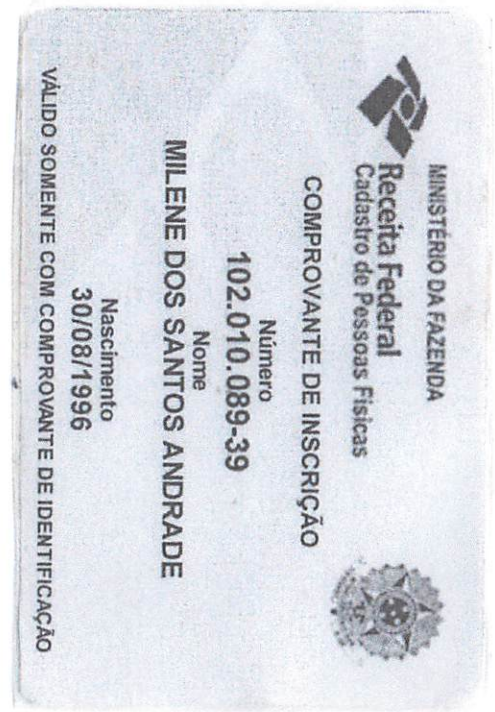 MINISTÉRIO DA FAZENDA
Receita Federal
Cadastro de Pessoas Físicas
COMPROVANTE DE INSCRIÇÃO
Número
102.010.089-39
Nome
MILENE DOS SANTOS ANDRADE
Nascimento
30/08/1996
VÁLIDO SOMENTE COM COMPROVANTE DE IDENTIFICAÇÃO